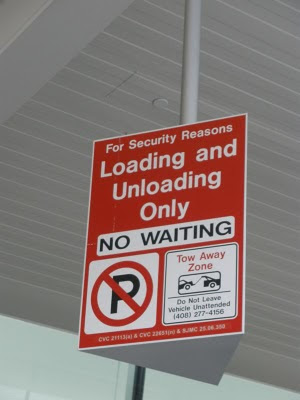 For Security Reasons
Loading and
Unloading
Only
NO WAITING
P
Tow Away
Zone
Do Not Leave
Vehicle Unattended
(408) 277-4156
CVC 21113(a) & CVC 22651(n) & SJMC 25.08.350